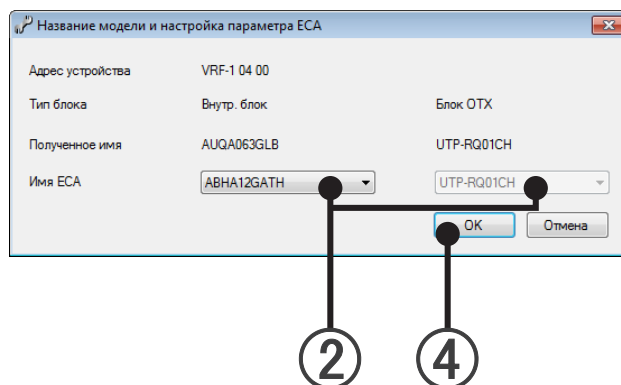 Название модели и настройка параметра ECA
Адрес устройства VRF-1 04 00
Тип блока Внутр. блок Блок OTX
Полученное имя AUQA063GLB UTP-RQ01CH
Имя ECA ABHA12GATH UTP-RQ01CH
OK Отмена
2 4